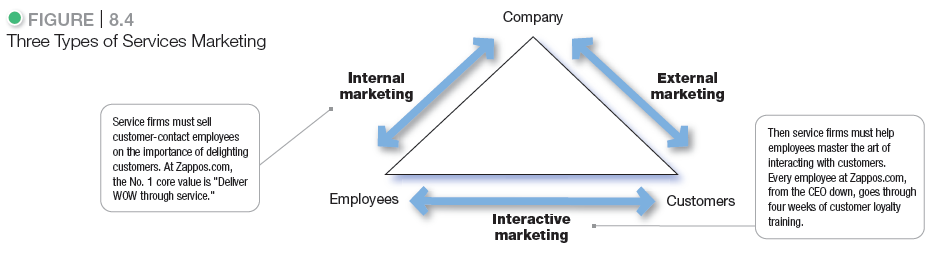 FIGURE | 8.4
Three Types of Services Marketing
Company
Internal
marketing
External
marketing
Service firms must sell
customer-contact employees
on the importance of delighting
customers. At Zappos.com,
the No. 1 core value is "Deliver
WOW through service."
Then service firms must help
employees master the art of
interacting with customers.
Every employee at Zappos.com,
from the CEO down, goes through
four weeks of customer loyalty
training.
Employees
Customers
Interactive
marketing